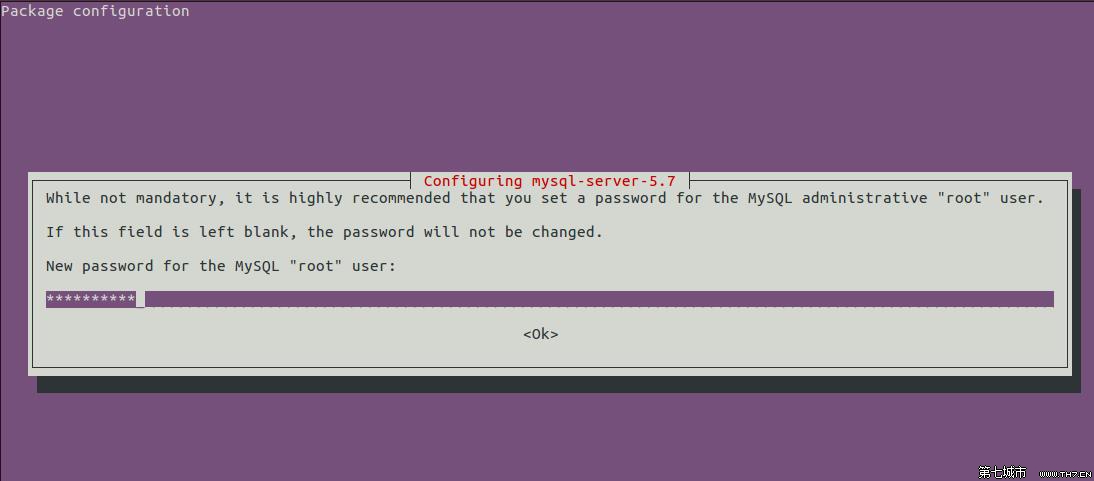 Package configuration
Configuring mysql-server-5.7
While not mandatory, it is highly recommended that you set a password for the MySQL administrative "root" user.
If this field is left blank, the password will not be changed.
New password for the MySQL "root" user:
**********_
<Ok>
第七城市 WWW.TH7.CN